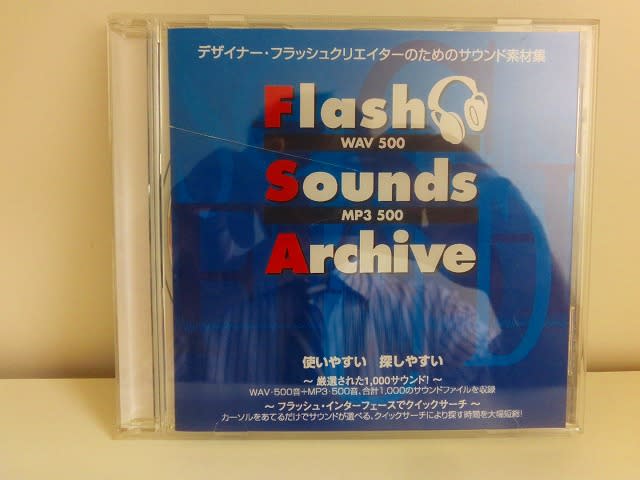 デザイナー・フラッシュクリエイターのためのサウンド素材集
Flash
WAV 500
Sounds
MP3 500
Archive
使いやすい 探しやすい
～ 厳選された1,000サウンド! ～
WAV・500音+MP3・500音、合計1,000のサウンドファイルを収録
～ フラッシュ・インターフェースでクイックサーチ ～
カーソルをあてるだけでサウンドが選べる、クイックサーチにより探す時間を大場短縮!